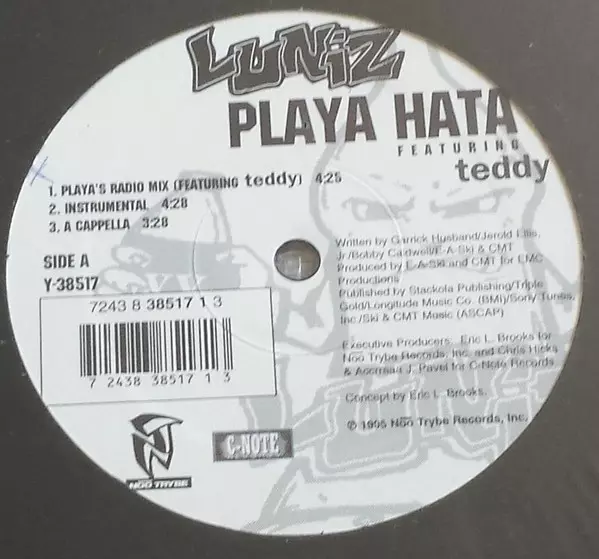 LUNiZ
PLAYA HATA
FEATURING
teddy
1. PLAYA'S RADIO MIX (FEATURING teddy) 4:25
2. INSTRUMENTAL 4:28
3. A CAPPELLA 3:28
SIDE A
Y-38517
7243 8 38517 1 3
7 2438 38517 1 3
Written by Garrick Husband/Jerold Ellis,
Jr./Bobby Caldwell/E-A-Ski & CMT
Produced by E-A-Ski and CMT for EMC
Productions
Published by Stackola Publishing/Triple
Gold/Longitude Music Co. (BMI)/Sony Tunes,
Inc./Ski & CMT Music (ASCAP)
Executive Producers: Eric L. Brooks for
Noo Trybe Records, Inc. and Chris Hicks
& J. Pavel for C-Note Records
Concept by Eric L. Brooks.
℗ 1995 Noo Trybe Records, Inc.
NOO TRYBE
C-NOTE
LUNiZ